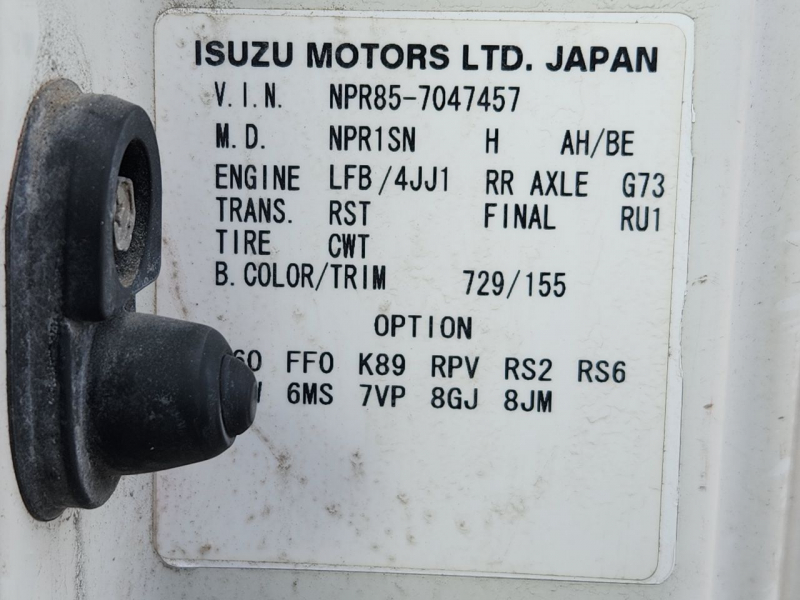 ISUZU MOTORS LTD. JAPAN
V.I.N. NPR85-7047457
M.D. NPR1SN H AH/BE
ENGINE LFB/4JJ1 RR AXLE G73
TRANS. RST FINAL RU1
TIRE CWT
B.COLOR/TRIM 729/155
OPTION
FF0 K89 RPV RS2 RS6
6MS 7VP 8GJ 8JM